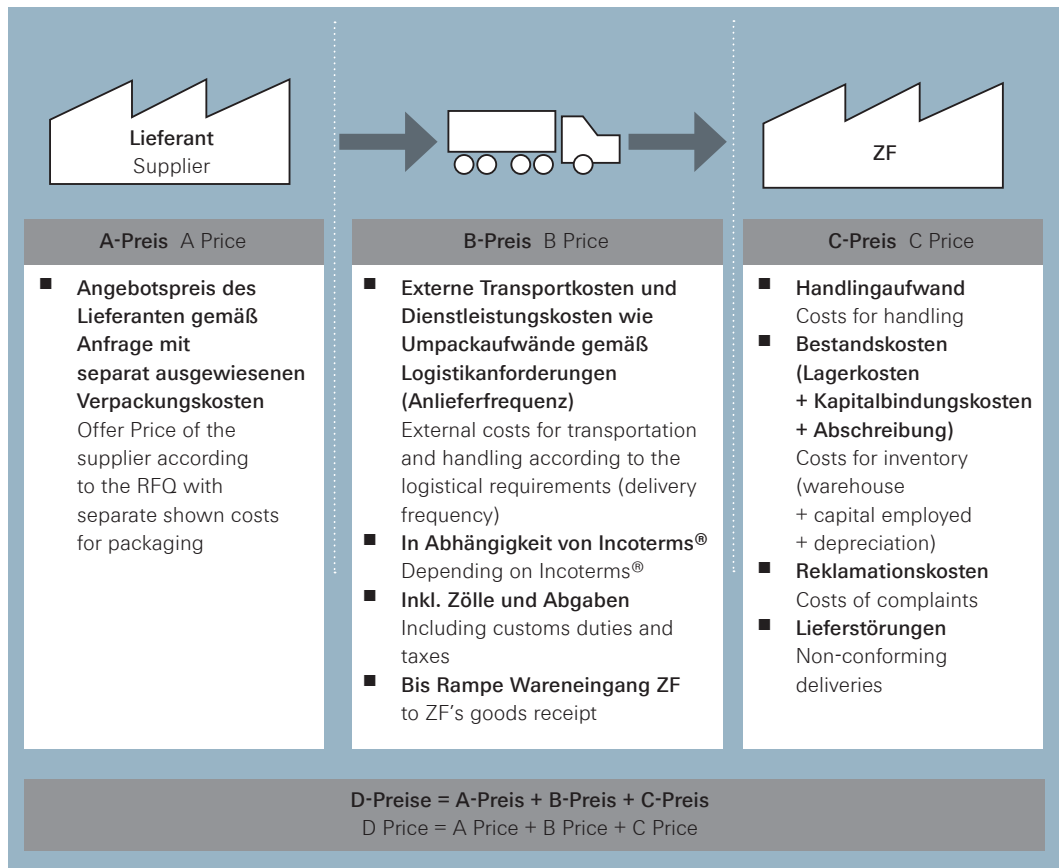 Lieferant
Supplier
ZF
A-Preis A Price
Angebotspreis des
Lieferanten gemäß
Anfrage mit
separat ausgewiesenen
Verpackungskosten
Offer Price of the
supplier according
to the RFQ with
separate shown costs
for packaging
B-Preis B Price
Externe Transportkosten und
Dienstleistungskosten wie
Umpackaufwände gemäß
Logistikanforderungen
(Anlieferfrequenz)
External costs for transportation
and handling according to the
logistical requirements (delivery
frequency)
In Abhängigkeit von Incoterms®
Depending on Incoterms®
Inkl. Zölle und Abgaben
Including customs duties and
taxes
Bis Rampe Wareneingang ZF
to ZF's goods receipt
C-Preis C Price
Handlingaufwand
Costs for handling
Bestandskosten
(Lagerkosten
+ Kapitalbindungskosten
+ Abschreibung)
Costs for inventory
(warehouse
+ capital employed
+ depreciation)
Reklamationskosten
Costs of complaints
Lieferstörungen
Non-conforming
deliveries
D-Preise = A-Preis + B-Preis + C-Preis
D Price = A Price + B Price + C Price